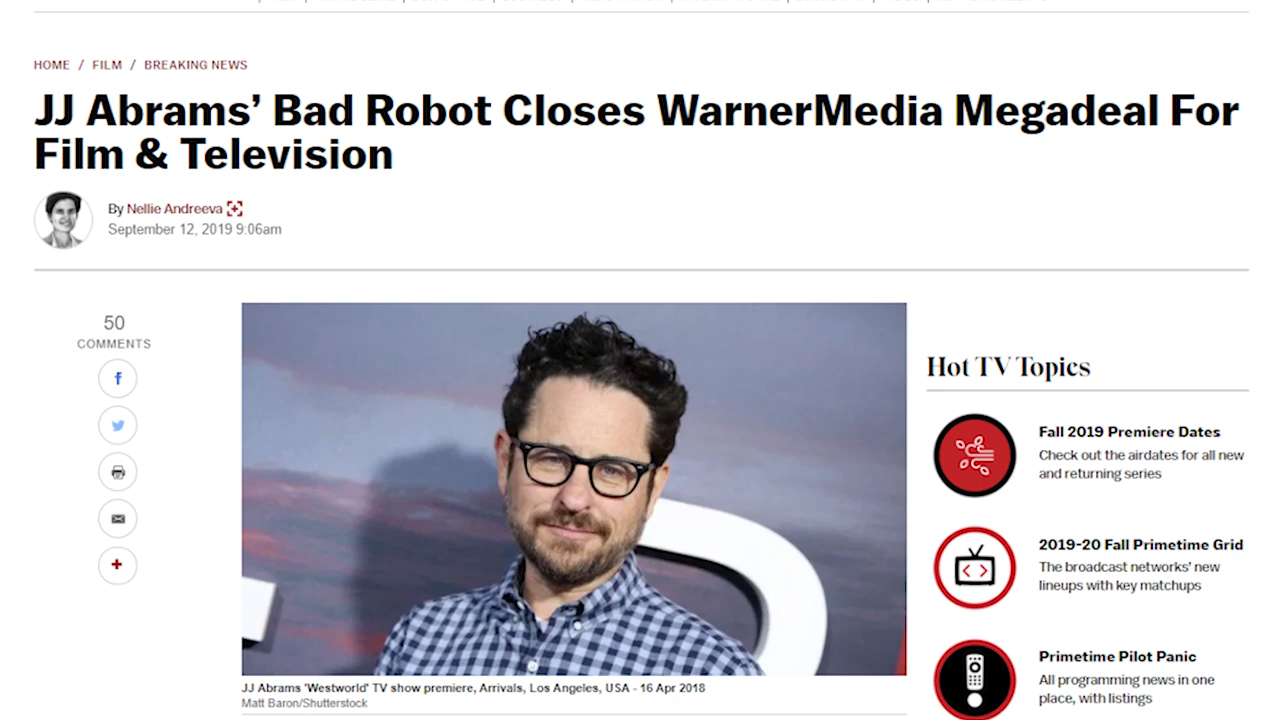 HOME / FILM / BREAKING NEWS
JJ Abrams’ Bad Robot Closes WarnerMedia Megadeal For
Film & Television
By Nellie Andreeva
September 12, 2019 9:06am
50
COMMENTS
Hot TV Topics
Fall 2019 Premiere Dates
Check out the airdates for all new
and returning series
2019-20 Fall Primetime Grid
The broadcast networks' new
lineups with key matchups
Primetime Pilot Panic
All programming news in one
place, with listings
JJ Abrams 'Westworld' TV show premiere, Arrivals, Los Angeles, USA - 16 Apr 2018
Matt Baron/Shutterstock